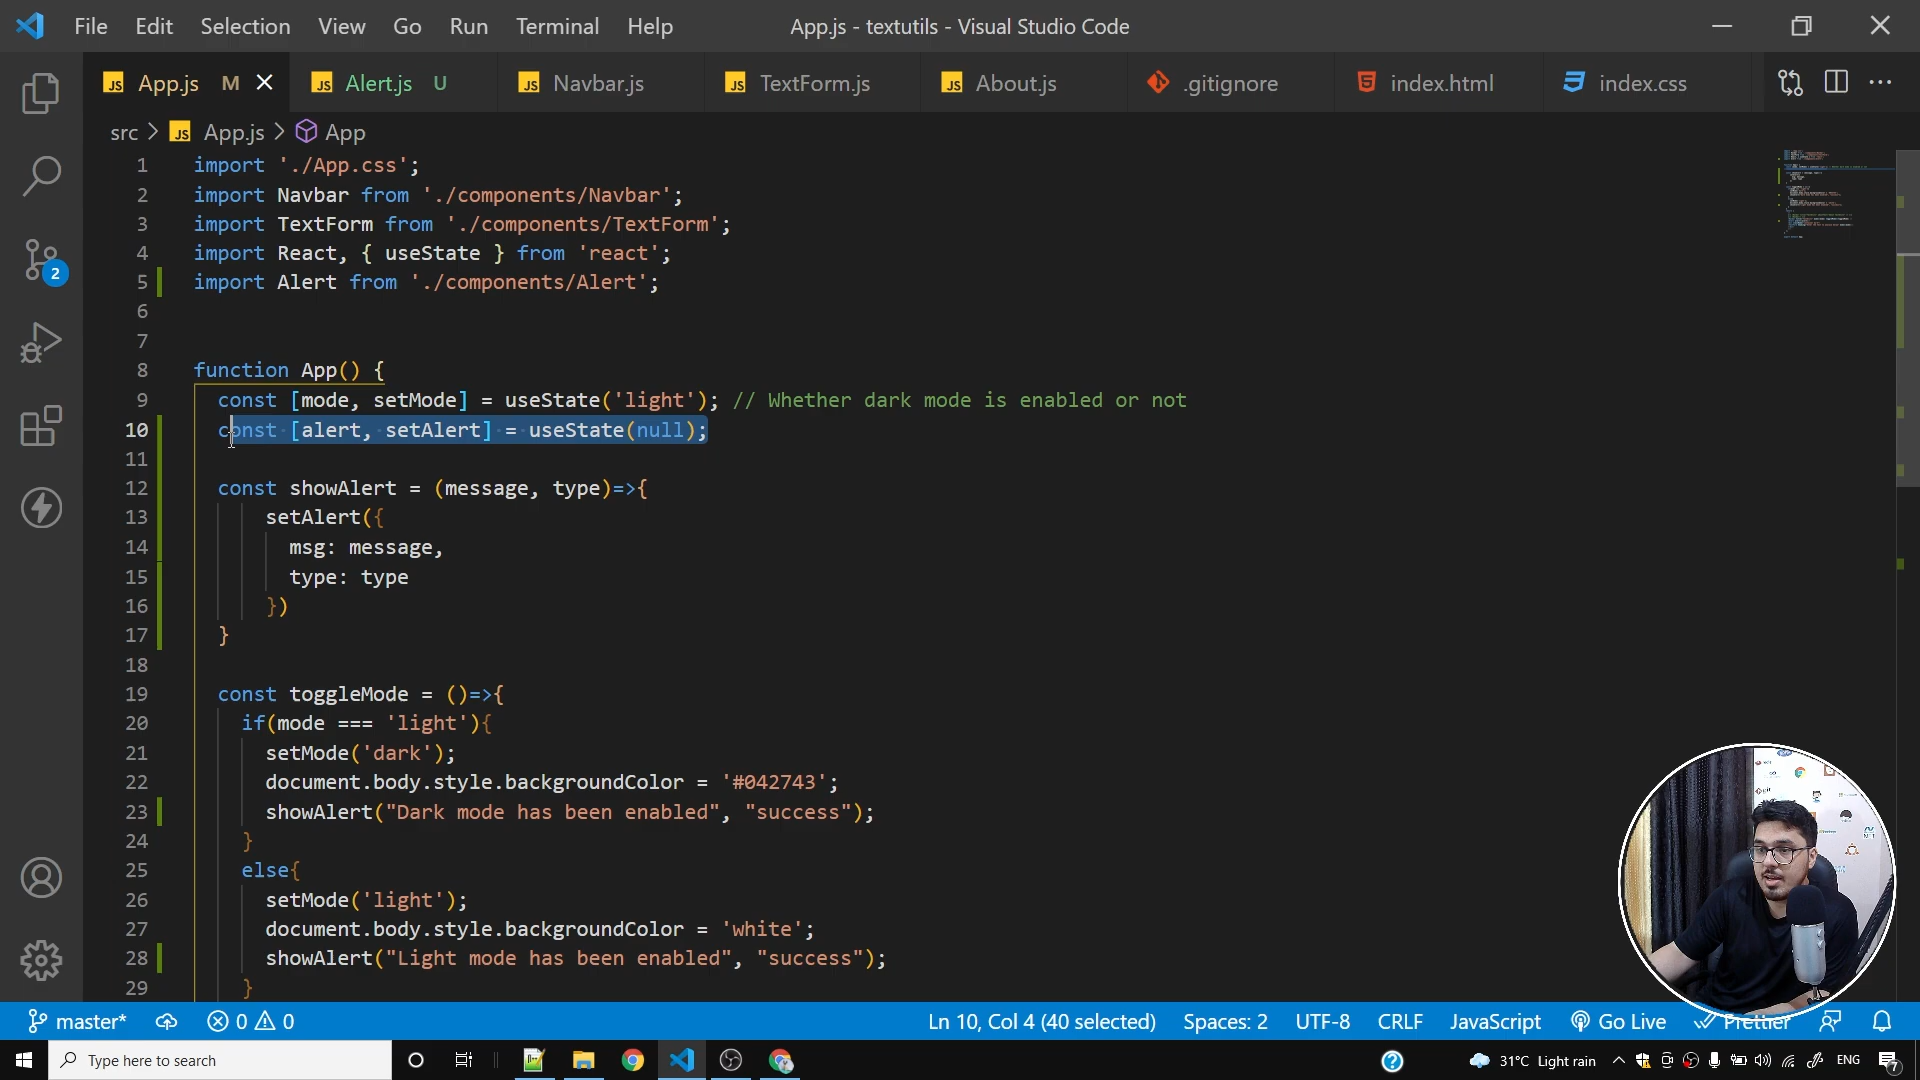 File Edit Selection View Go Run Terminal Help App.js - textutils - Visual Studio Code
App.js M Alert.js U Navbar.js TextForm.js About.js .gitignore index.html index.css
src > App.js > App
1 import './App.css';
2 import Navbar from './components/Navbar';
3 import TextForm from './components/TextForm';
4 import React, { useState } from 'react';
5 import Alert from './components/Alert';
6
7
8 function App() {
9 const [mode, setMode] = useState('light'); // Whether dark mode is enabled or not
10 const [alert, setAlert] = useState(null);
11
12 const showAlert = (message, type)=>{
13 setAlert({
14 msg: message,
15 type: type
16 })
17 }
18
19 const toggleMode = ()=>{
20 if(mode === 'light'){
21 setMode('dark');
22 document.body.style.backgroundColor = '#042743';
23 showAlert("Dark mode has been enabled", "success");
24 }
25 else{
26 setMode('light');
27 document.body.style.backgroundColor = 'white';
28 showAlert("Light mode has been enabled", "success");
29 }
2
master* 0 0 Ln 10, Col 4 (40 selected) Spaces: 2 UTF-8 CRLF JavaScript Go Live Prettier
Type here to search 31°C Light rain ENG 7